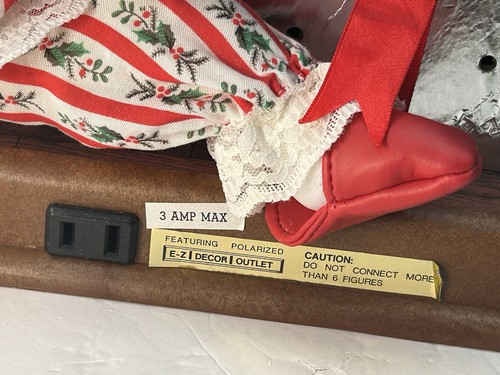 3 AMP MAX
FEATURING POLARIZED
E-Z DECOR OUTLET
CAUTION:
DO NOT CONNECT MORE
THAN 6 FIGURES